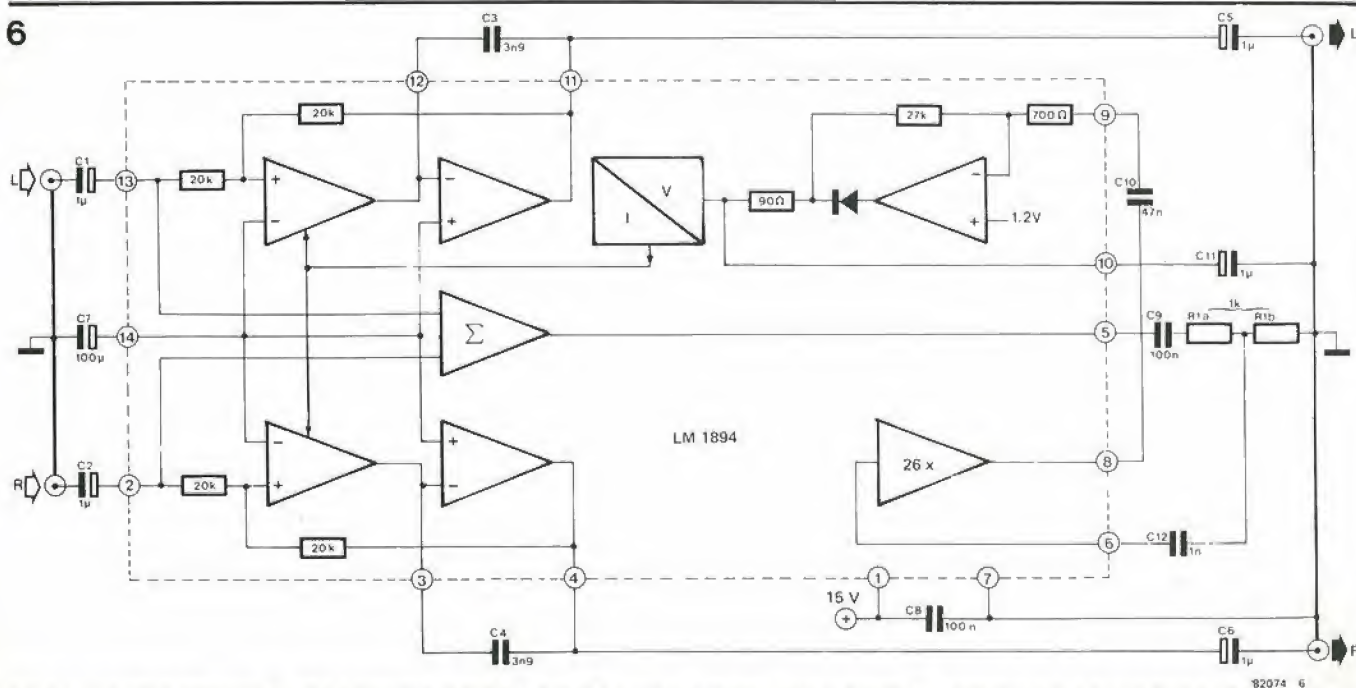 6
C3
3n9
C5
1µ
L
12
11
20k
27k
700Ω
9
L
C1
1µ
13
20k
+
−
−
+
V
I
90Ω
−
+
1.2V
C10
47n
10
C11
1µ
C7
100µ
14
Σ
5
C9
100n
1k
R1a
R1b
R
C2
1µ
2
20k
−
+
+
−
LM 1894
26 x
8
20k
6
C12
1n
3
4
1
7
15 V
+
C8
100n
C4
3n9
C6
1µ
R
82074 6